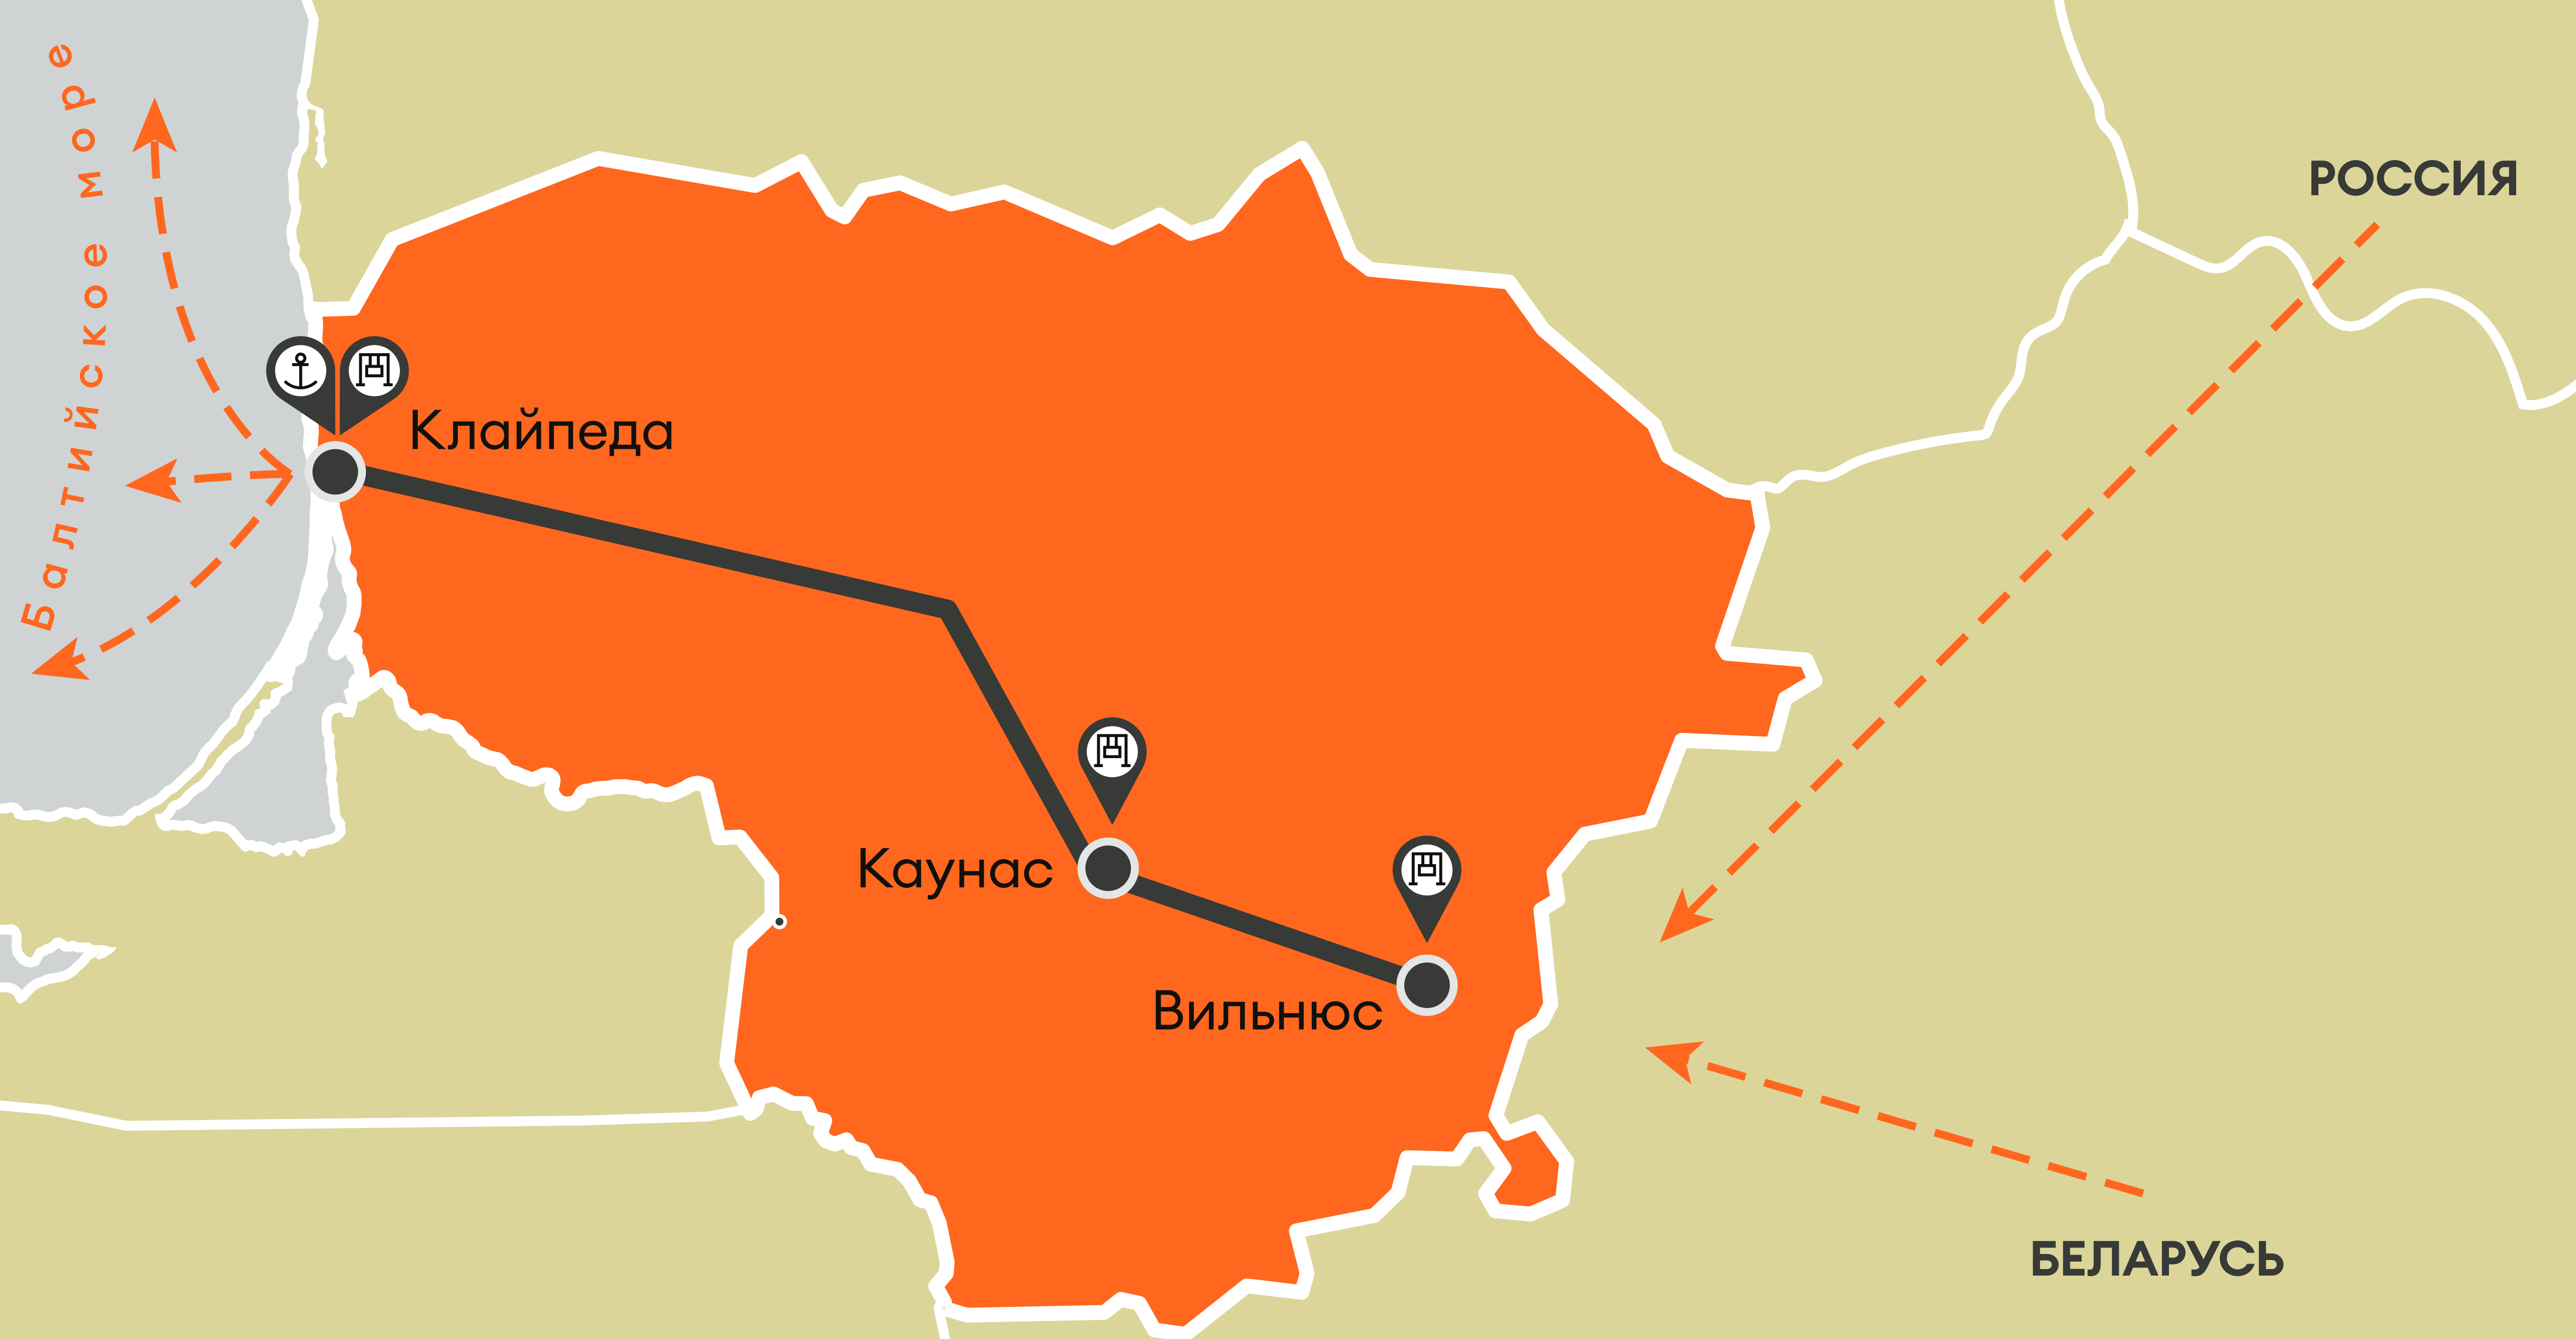 Балтийское море
РОССИЯ
Клайпеда
Каунас
Вильнюс
БЕЛАРУСЬ